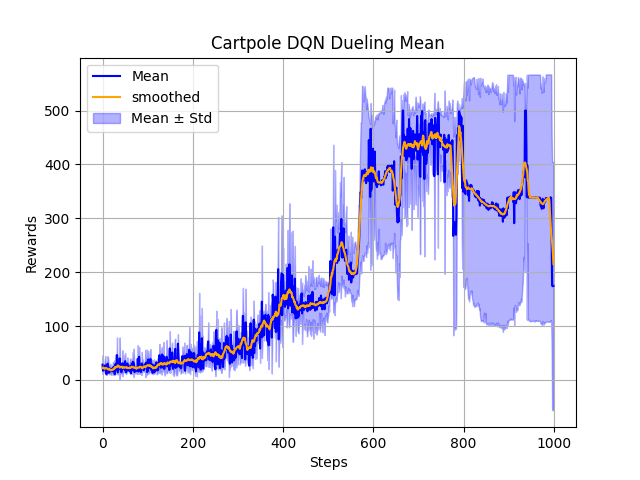 Cartpole DQN Dueling Mean
Mean
smoothed
Mean ± Std
500
400
300
200
100
0
Rewards
0 200 400 600 800 1000
Steps